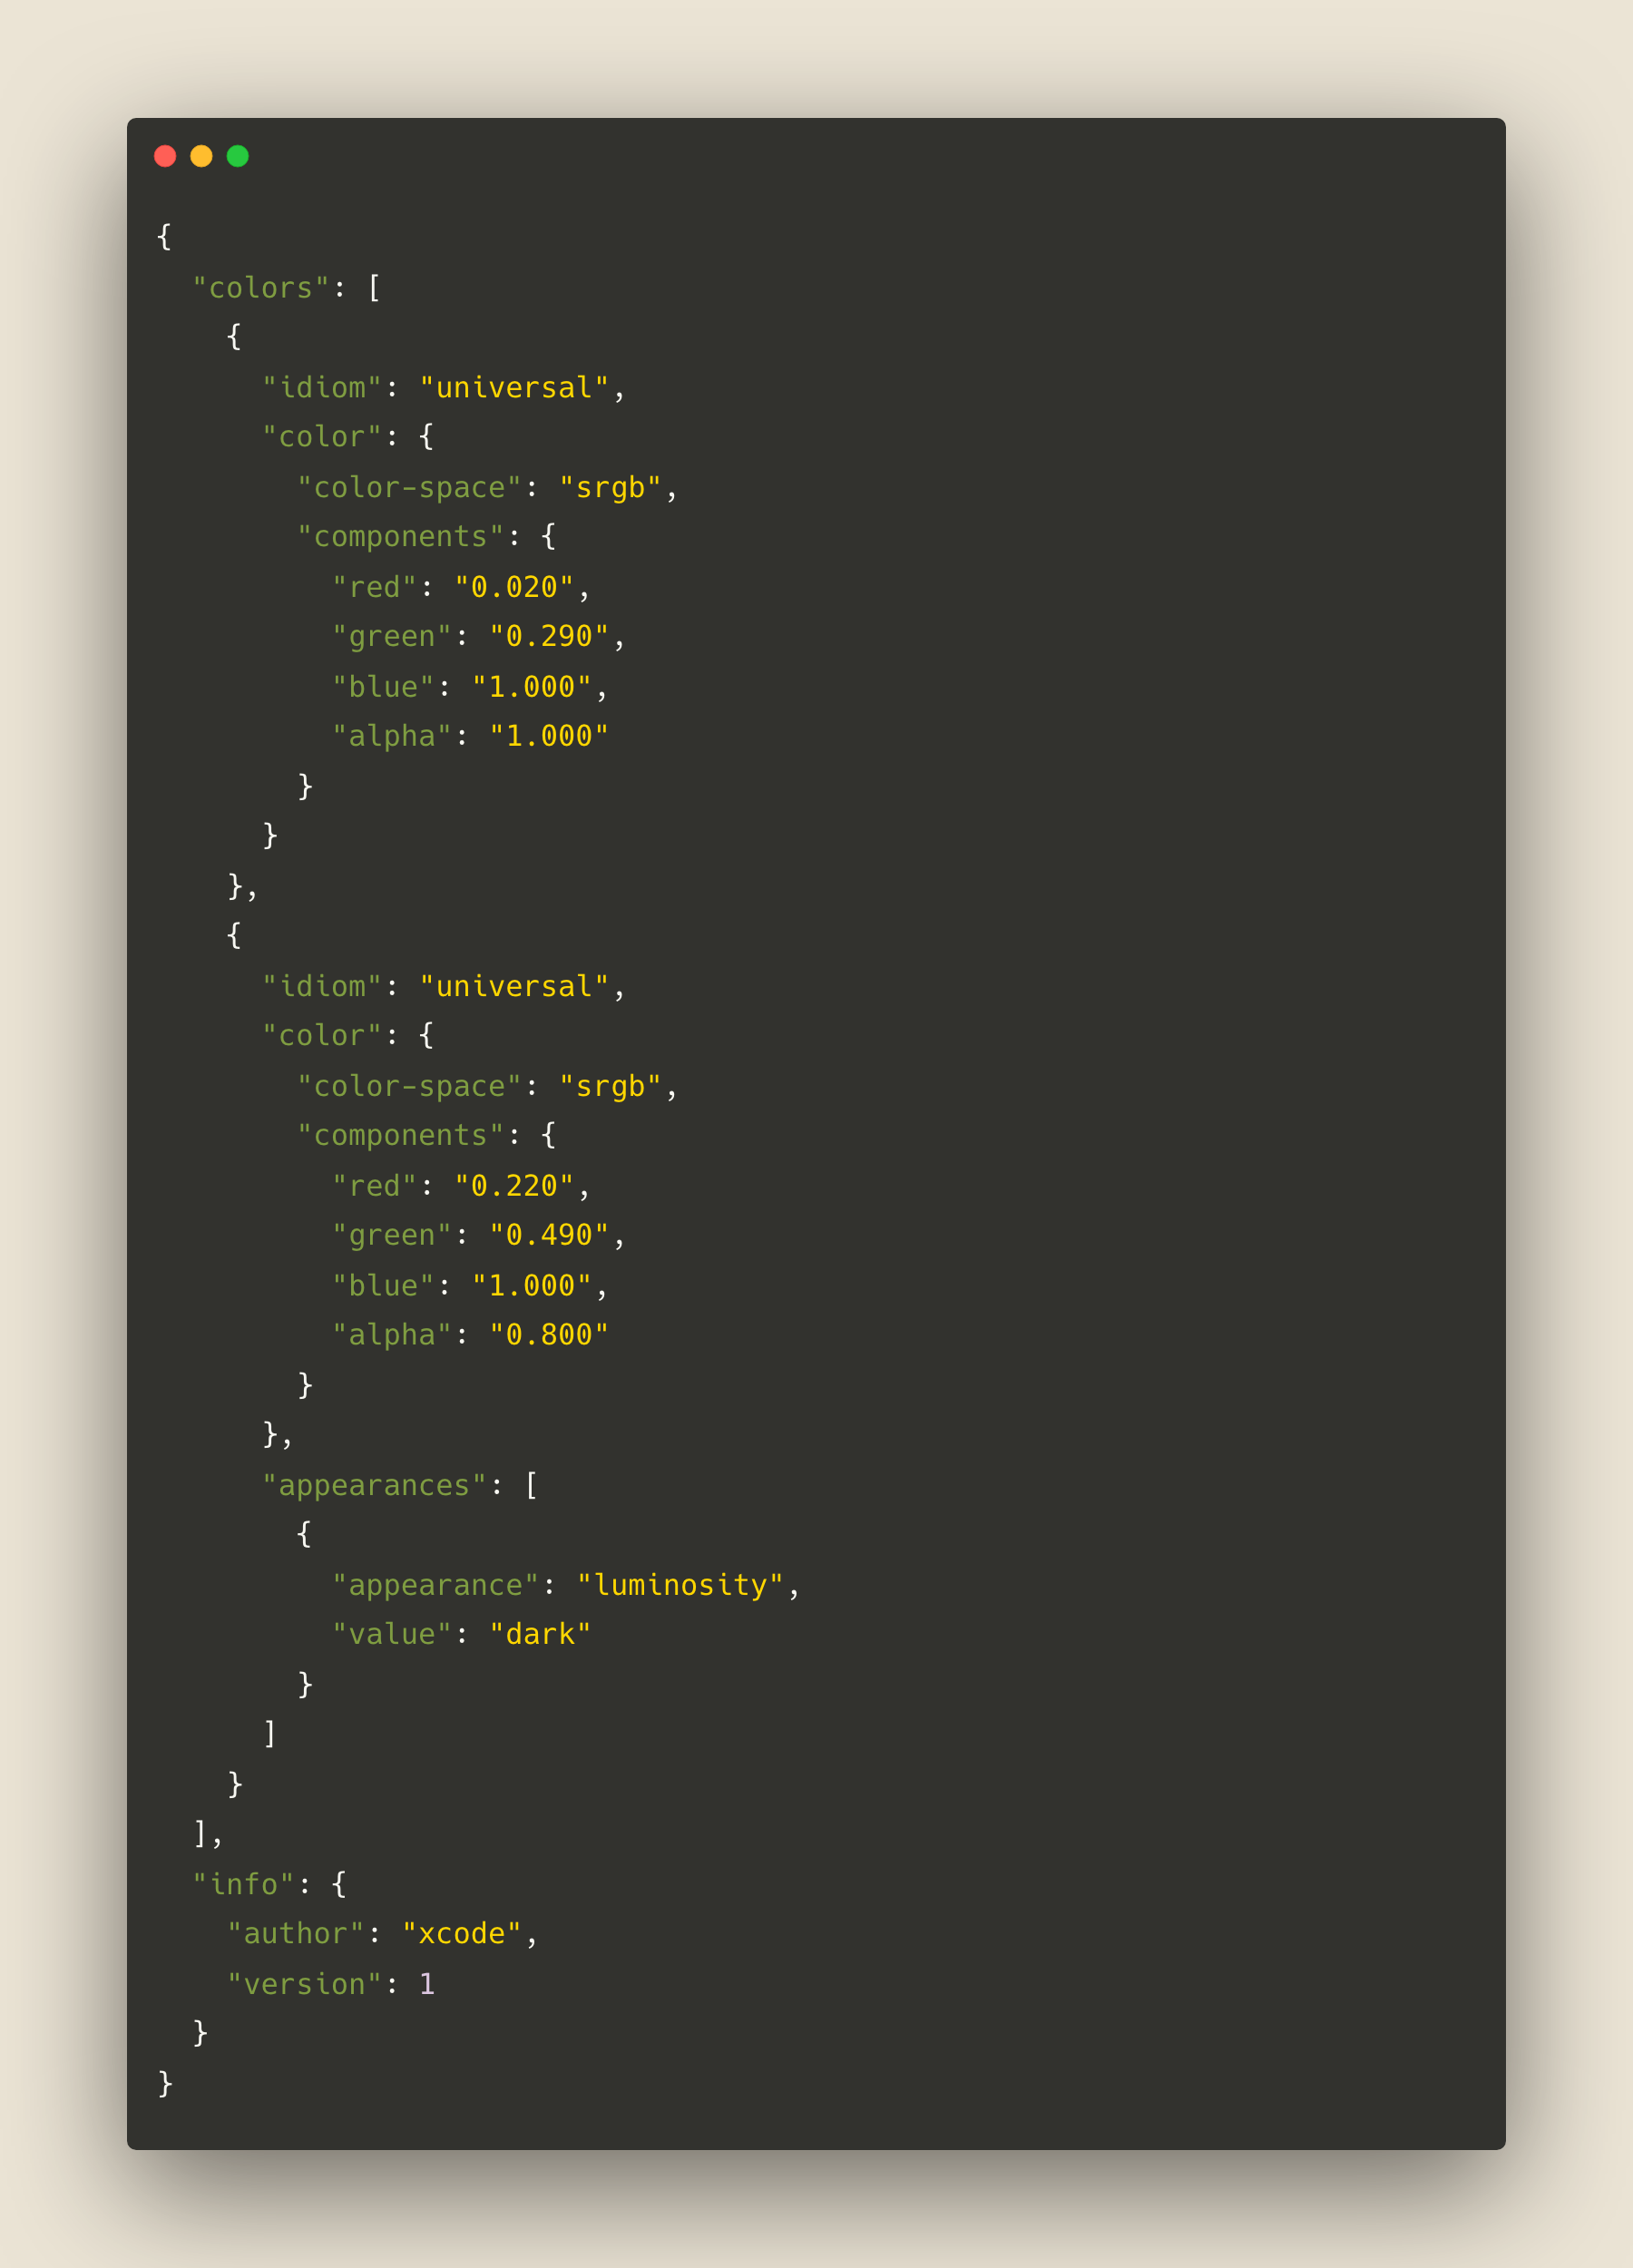 {
  "colors": [
    {
      "idiom": "universal",
      "color": {
        "color-space": "srgb",
        "components": {
          "red": "0.020",
          "green": "0.290",
          "blue": "1.000",
          "alpha": "1.000"
        }
      }
    },
    {
      "idiom": "universal",
      "color": {
        "color-space": "srgb",
        "components": {
          "red": "0.220",
          "green": "0.490",
          "blue": "1.000",
          "alpha": "0.800"
        }
      },
      "appearances": [
        {
          "appearance": "luminosity",
          "value": "dark"
        }
      ]
    }
  ],
  "info": {
    "author": "xcode",
    "version": 1
  }
}